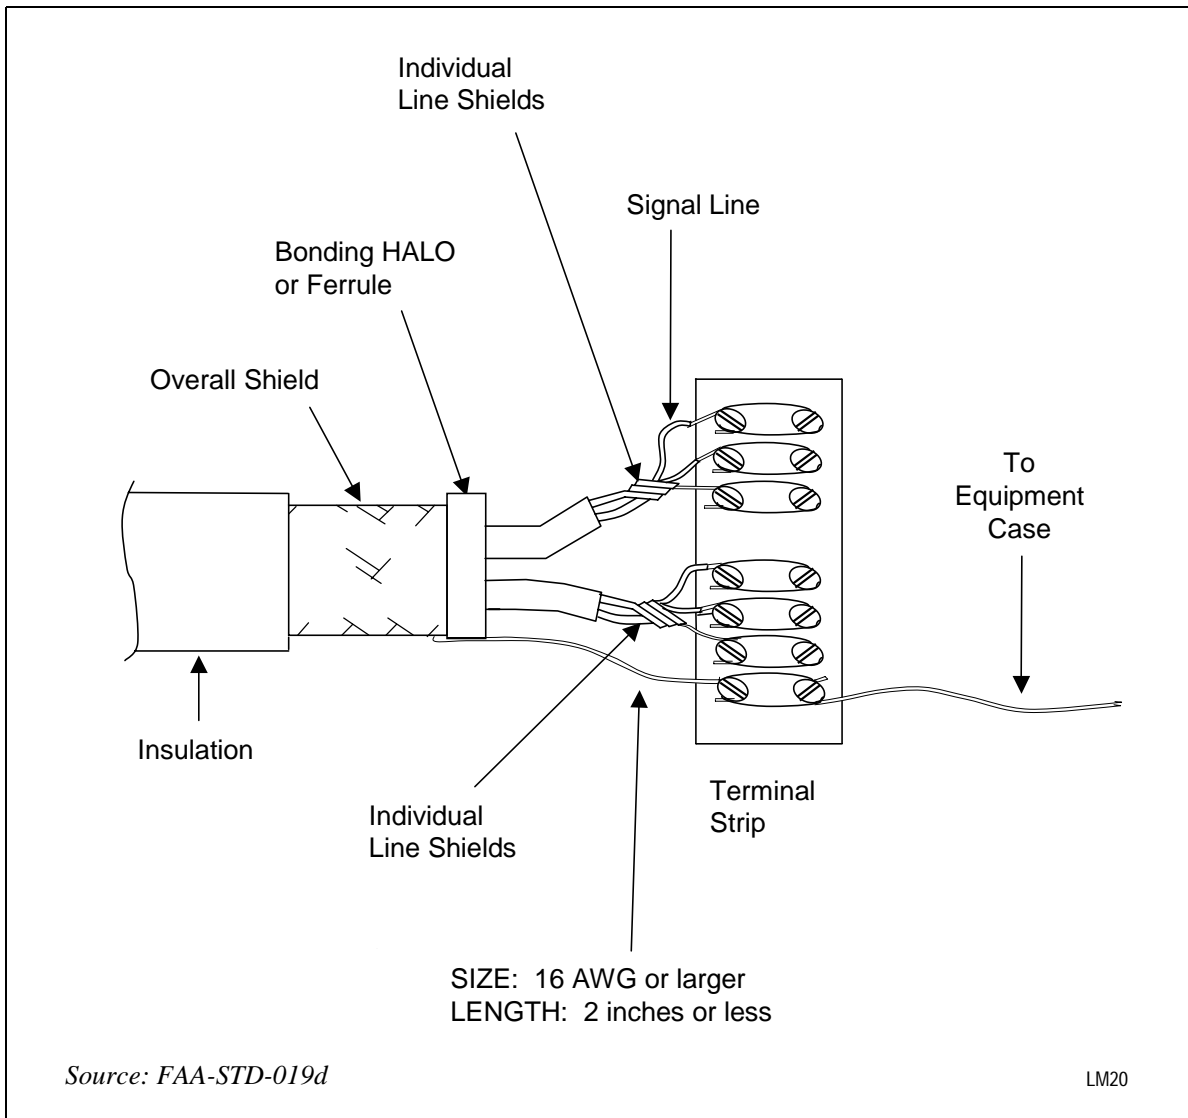 Individual
Line Shields
Signal Line
Bonding HALO
or Ferrule
Overall Shield
To
Equipment
Case
Insulation
Individual
Line Shields
Terminal
Strip
SIZE:  16 AWG or larger
LENGTH:  2 inches or less
Source: FAA-STD-019d
LM20